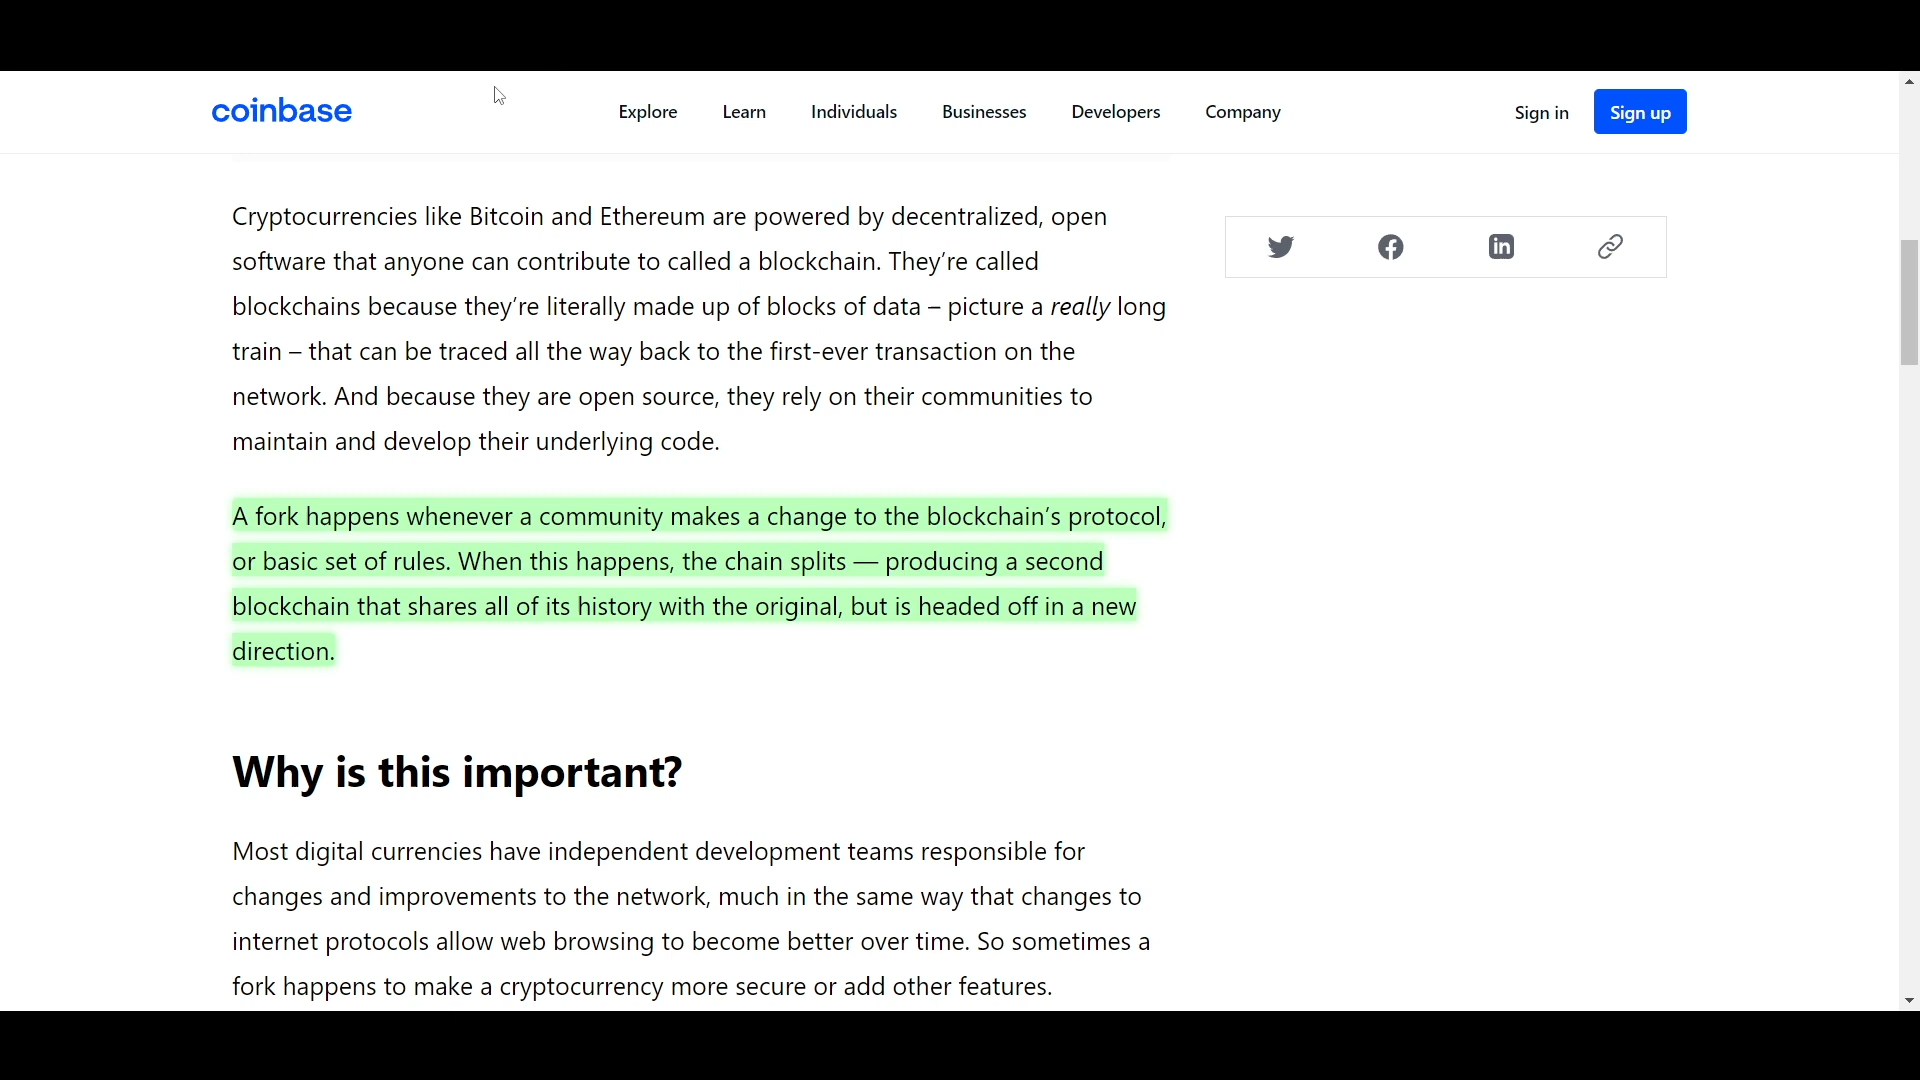 coinbase
Explore Learn Individuals Businesses Developers Company
Sign in
Sign up
Cryptocurrencies like Bitcoin and Ethereum are powered by decentralized, open
software that anyone can contribute to called a blockchain. They’re called
blockchains because they’re literally made up of blocks of data – picture a really long
train – that can be traced all the way back to the first-ever transaction on the
network. And because they are open source, they rely on their communities to
maintain and develop their underlying code.
A fork happens whenever a community makes a change to the blockchain’s protocol,
or basic set of rules. When this happens, the chain splits — producing a second
blockchain that shares all of its history with the original, but is headed off in a new
direction.
Why is this important?
Most digital currencies have independent development teams responsible for
changes and improvements to the network, much in the same way that changes to
internet protocols allow web browsing to become better over time. So sometimes a
fork happens to make a cryptocurrency more secure or add other features.